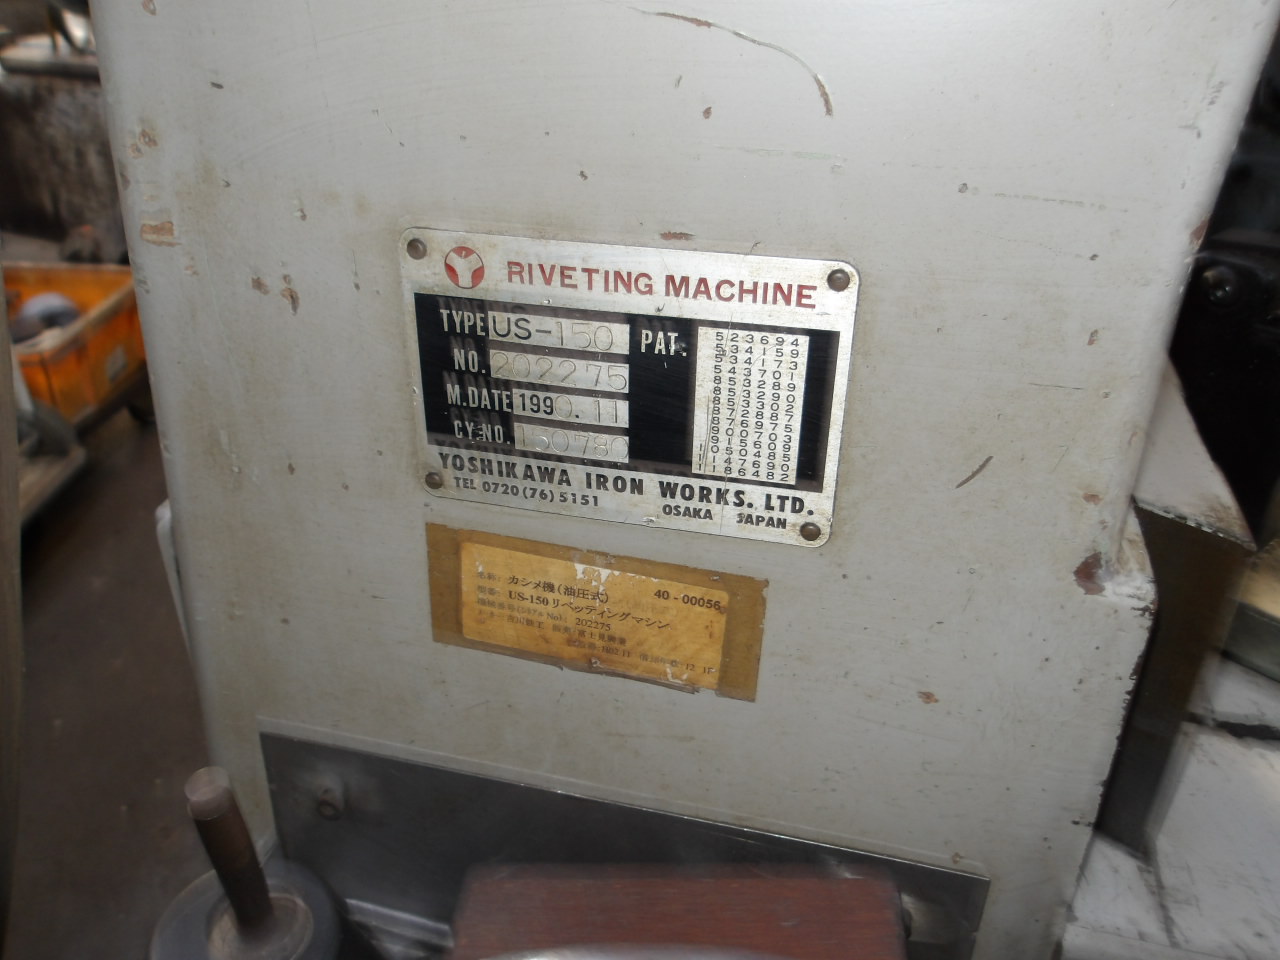 RIVETING MACHINE
TYPE US-150
NO. 202275
M.DATE 1990.11
CY.NO. 150780
PAT.
523694
534159
534173
543701
853289
853290
853302
872887
876975
900703
915609
1150485
1147690
1186482
YOSHIKAWA IRON WORKS. LTD.
TEL 0720(76)5151
OSAKA JAPAN
カシメ機(油圧式) 40-00056
US-150 リベッティングマシン
202275